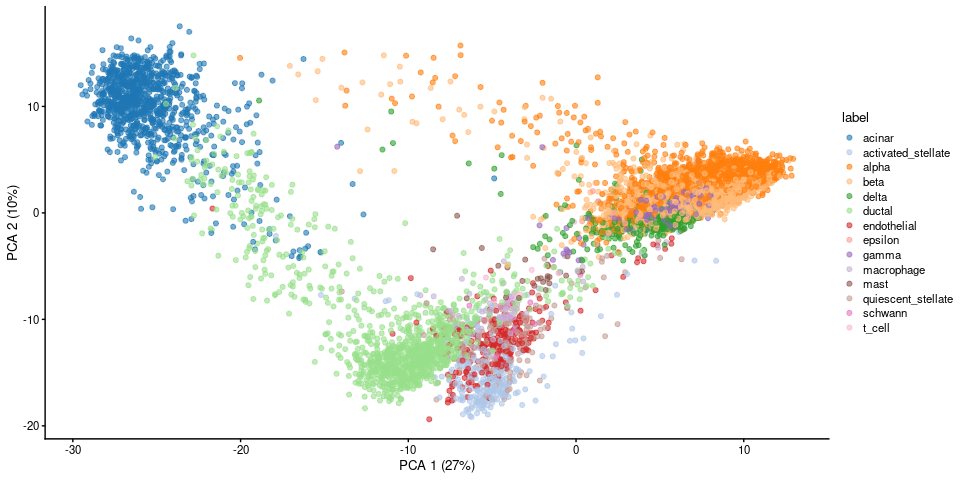 label
acinar
activated_stellate
alpha
beta
delta
ductal
endothelial
epsilon
gamma
macrophage
mast
quiescent_stellate
schwann
t_cell
PCA 2 (10%)
10
0
-10
-20
-30
-20
-10
0
10
PCA 1 (27%)